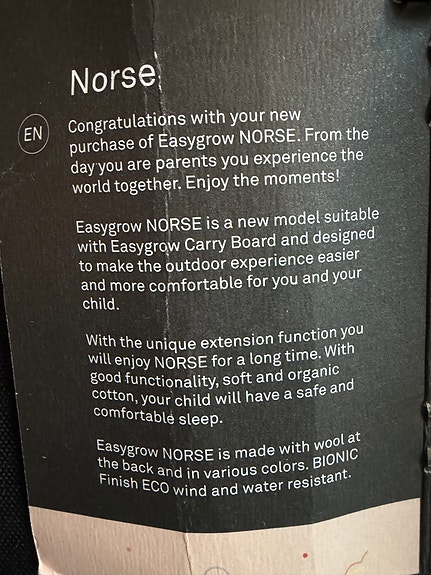 Norse
EN
Congratulations with your new
purchase of Easygrow NORSE. From the
day you are parents you experience the
world together. Enjoy the moments!
Easygrow NORSE is a new model suitable
with Easygrow Carry Board and designed
to make the outdoor experience easier
and more comfortable for you and your
child.
With the unique extension function you
will enjoy NORSE for a long time. With
good functionality, soft and organic
cotton, your child will have a safe and
comfortable sleep.
Easygrow NORSE is made with wool at
the back and in various colors. BIONIC
Finish ECO wind and water resistant.